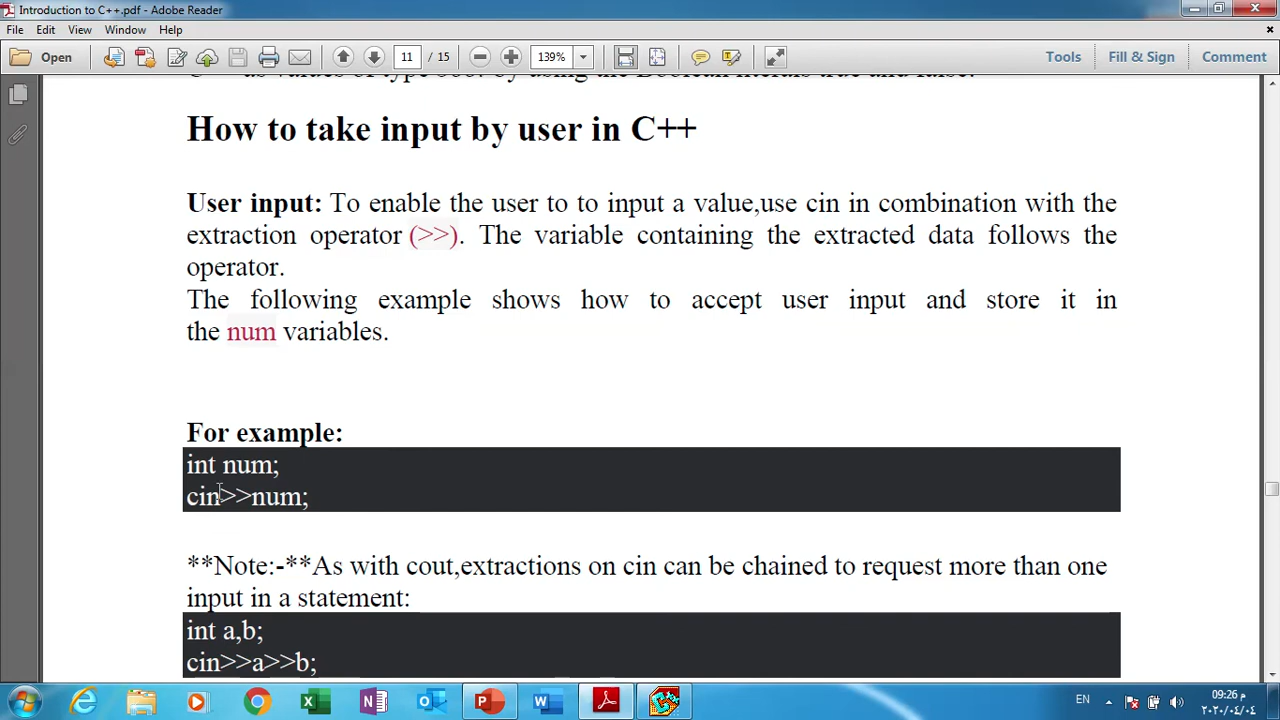 Introduction to C++.pdf - Adobe Reader
File Edit View Window Help
Open 11 / 15 139% Tools Fill & Sign Comment
How to take input by user in C++
User input: To enable the user to to input a value,use cin in combination with the
extraction operator (>>). The variable containing the extracted data follows the
operator.
The following example shows how to accept user input and store it in
the num variables.
For example:
int num;
cin>>num;
**Note:-**As with cout,extractions on cin can be chained to request more than one
input in a statement:
int a,b;
cin>>a>>b;
EN
09:26 م
٢٠٢٠/٠٤/٠٤